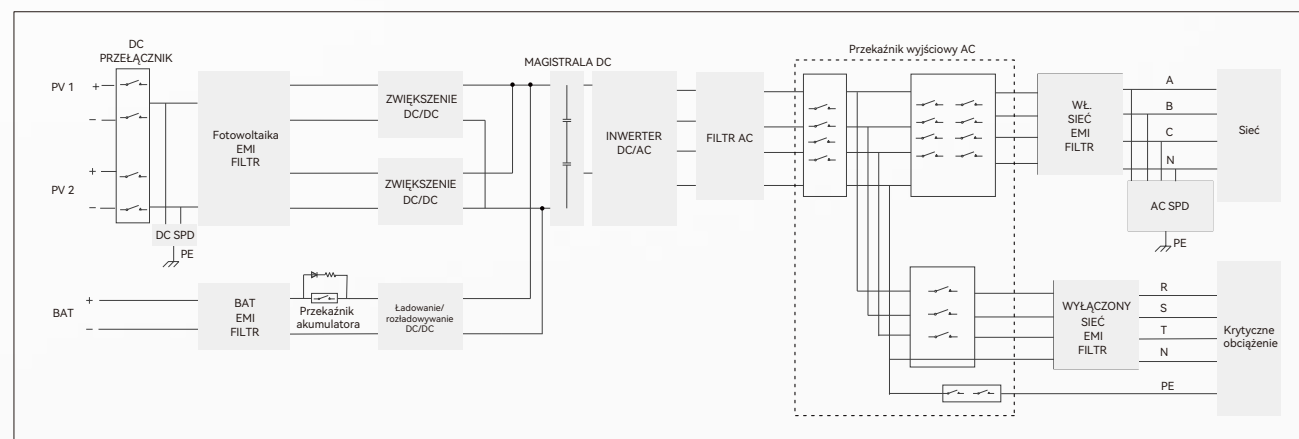 DC
PRZEŁĄCZNIK
PV 1
+
−
PV 2
+
−
DC SPD
PE
Fotowoltaika
EMI
FILTR
ZWIĘKSZENIE
DC/DC
ZWIĘKSZENIE
DC/DC
MAGISTRALA DC
INWERTER
DC/AC
FILTR AC
Przekaźnik wyjściowy AC
WŁ.
SIEĆ
EMI
FILTR
A
B
C
N
Sieć
AC SPD
PE
BAT
+
−
BAT
EMI
FILTR
Przekaźnik
akumulatora
Ładowanie/
rozładowywanie
DC/DC
WYŁĄCZONY
SIEĆ
EMI
FILTR
R
S
T
N
PE
Krytyczne
obciążenie